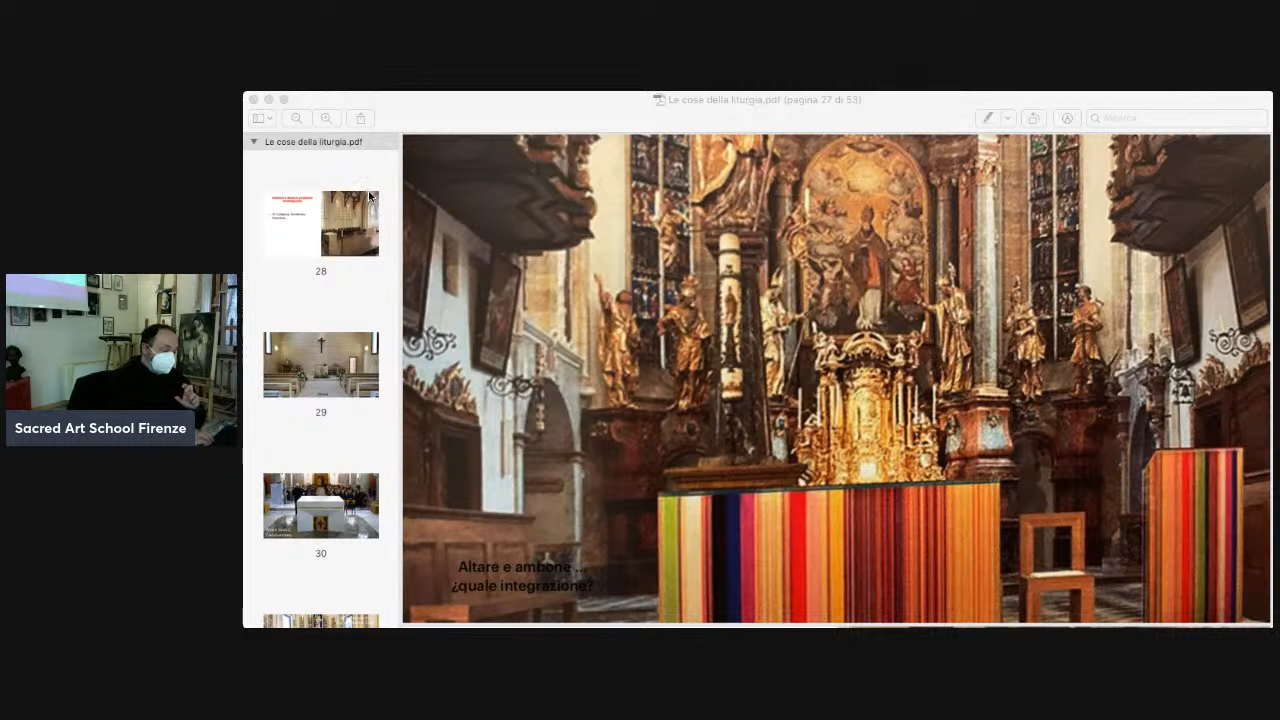 Le cose della liturgia.pdf (pagina 27 di 53)
Ricerca
Le cose della liturgia.pdf
28
29
30
Sacred Art School Firenze
Altare e ambone ...
¿quale integrazione?